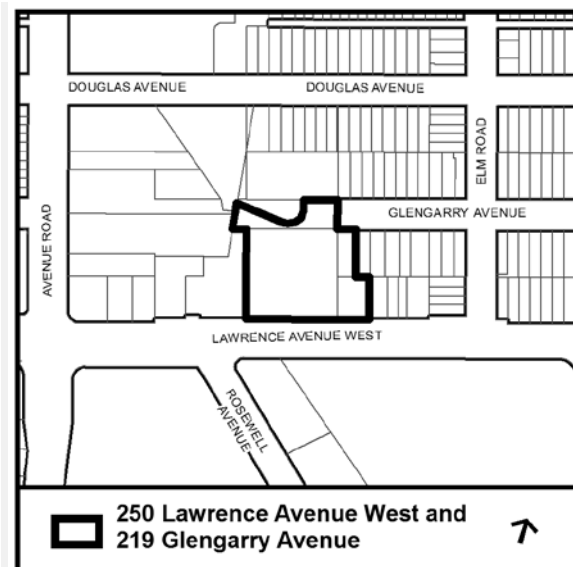 DOUGLAS AVENUE
DOUGLAS AVENUE
ELM ROAD
AVENUE ROAD
GLENGARRY AVENUE
LAWRENCE AVENUE WEST
ROSEWELL
AVENUE
250 Lawrence Avenue West and
219 Glengarry Avenue